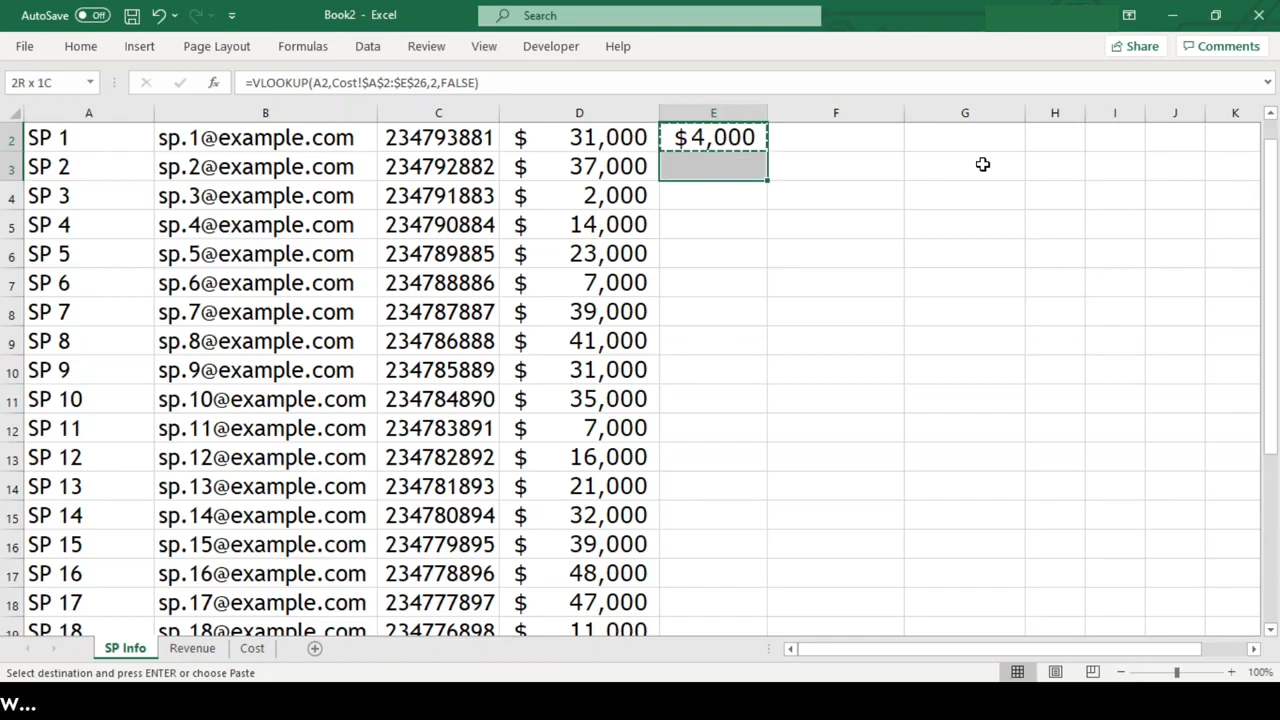 AutoSave Off Book2 - Excel Search
File Home Insert Page Layout Formulas Data Review View Developer Help Share Comments
2R x 1C fx =VLOOKUP(A2,Cost!$A$2:$E$26,2,FALSE)
A B C D E F G H I J K
2 SP 1 sp.1@example.com 234793881 $ 31,000 $4,000
3 SP 2 sp.2@example.com 234792882 $ 37,000
4 SP 3 sp.3@example.com 234791883 $ 2,000
5 SP 4 sp.4@example.com 234790884 $ 14,000
6 SP 5 sp.5@example.com 234789885 $ 23,000
7 SP 6 sp.6@example.com 234788886 $ 7,000
8 SP 7 sp.7@example.com 234787887 $ 39,000
9 SP 8 sp.8@example.com 234786888 $ 41,000
10 SP 9 sp.9@example.com 234785889 $ 31,000
11 SP 10 sp.10@example.com 234784890 $ 35,000
12 SP 11 sp.11@example.com 234783891 $ 7,000
13 SP 12 sp.12@example.com 234782892 $ 16,000
14 SP 13 sp.13@example.com 234781893 $ 21,000
15 SP 14 sp.14@example.com 234780894 $ 32,000
16 SP 15 sp.15@example.com 234779895 $ 39,000
17 SP 16 sp.16@example.com 234778896 $ 48,000
18 SP 17 sp.17@example.com 234777897 $ 47,000
19 SP 18 sp.18@example.com 234776898 $ 11,000
SP Info Revenue Cost
Select destination and press ENTER or choose Paste 100%
W...